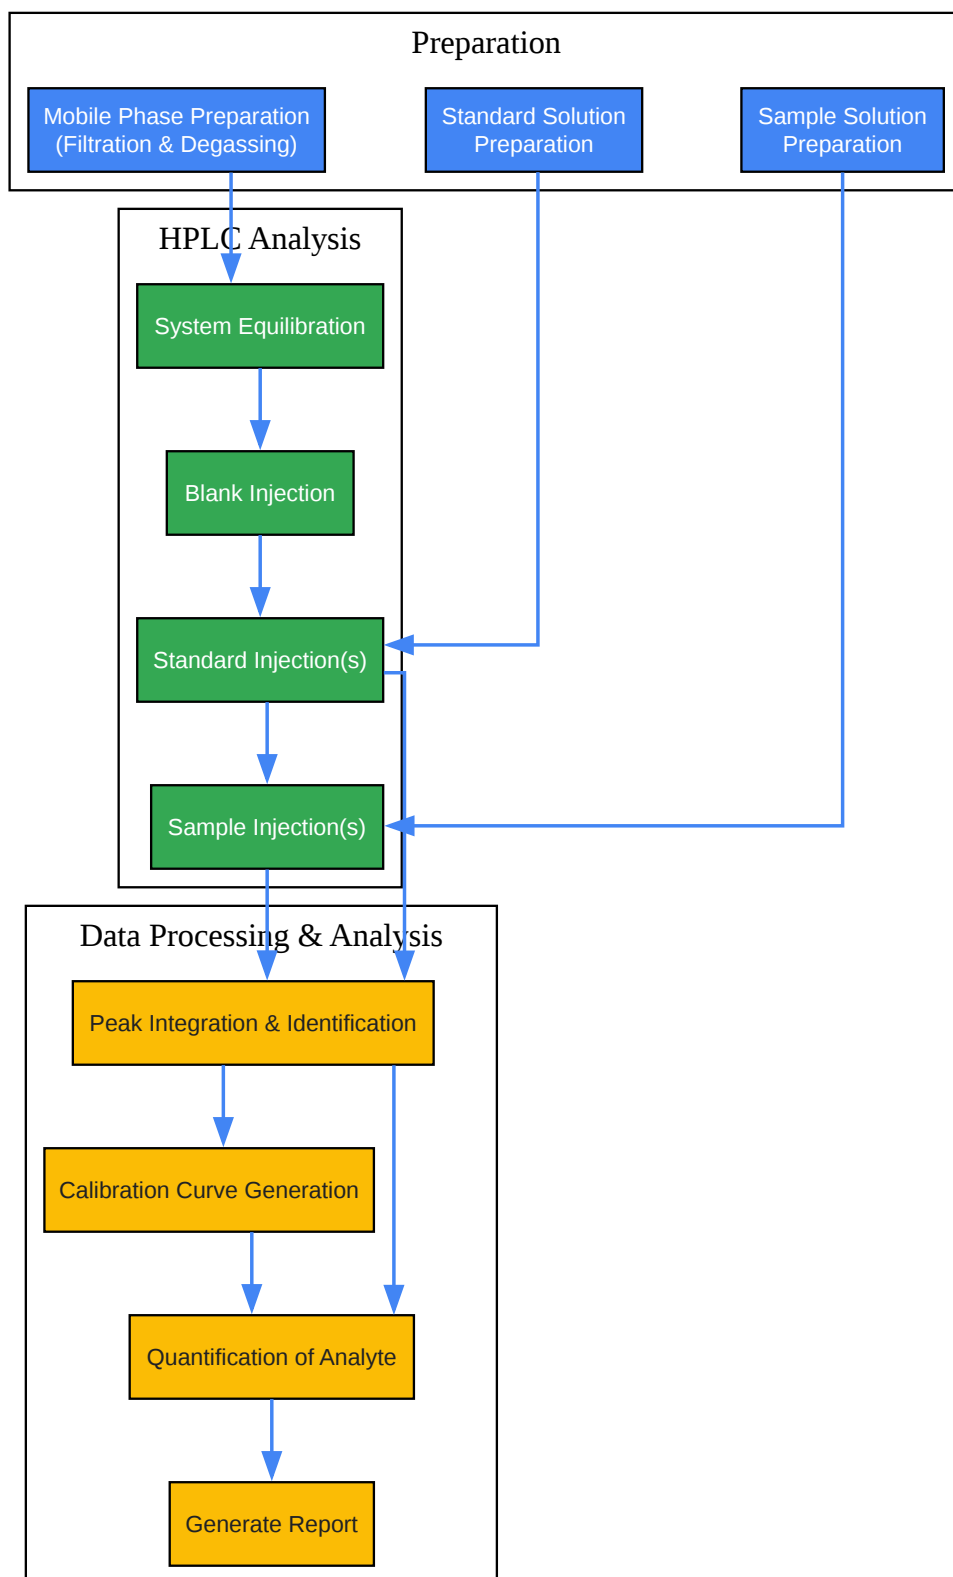 Preparation
Mobile Phase Preparation
(Filtration & Degassing)
Standard Solution
Preparation
Sample Solution
Preparation
HPLC Analysis
System Equilibration
Blank Injection
Standard Injection(s)
Sample Injection(s)
Data Processing & Analysis
Peak Integration & Identification
Calibration Curve Generation
Quantification of Analyte
Generate Report